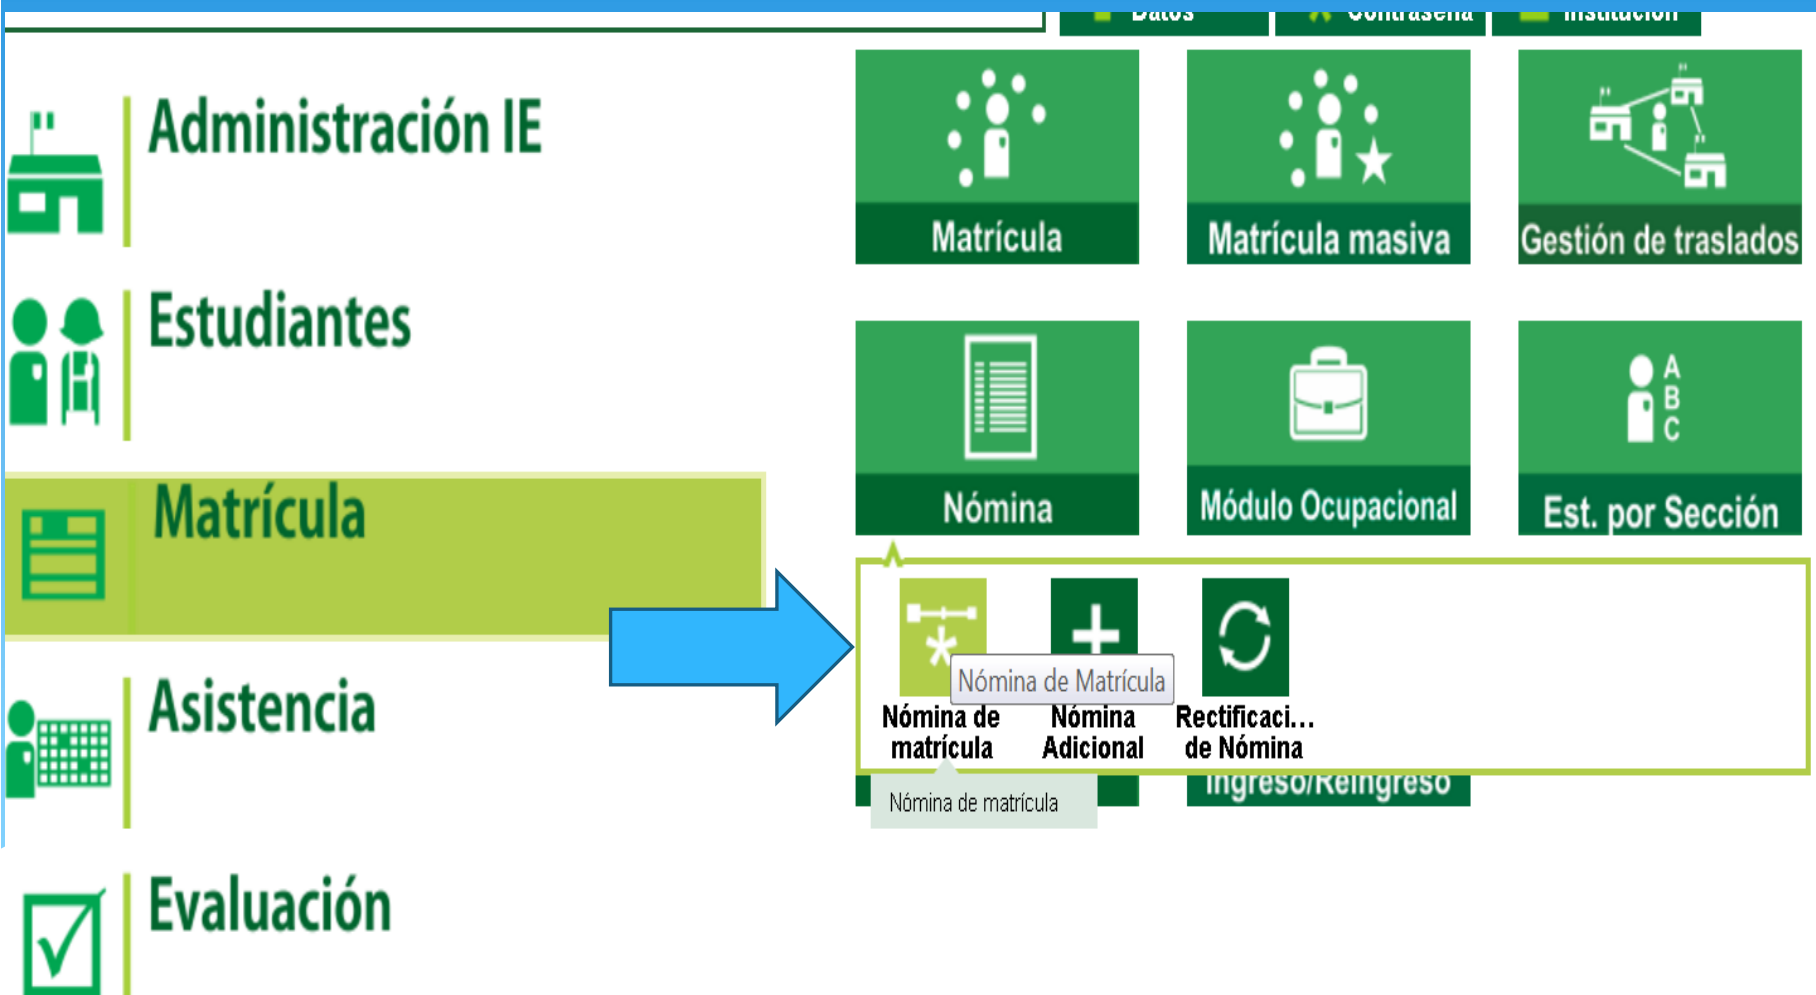 Datos
Contraseña
Institución
Administración IE
Estudiantes
Matrícula
Asistencia
Evaluación
Matrícula
Matrícula masiva
Gestión de traslados
Nómina
Módulo Ocupacional
A
B
C
Est. por Sección
Nómina de Matrícula
Nómina de
matrícula
Nómina
Adicional
Rectificaci...
de Nómina
Ingreso/Reingreso
Nómina de matrícula